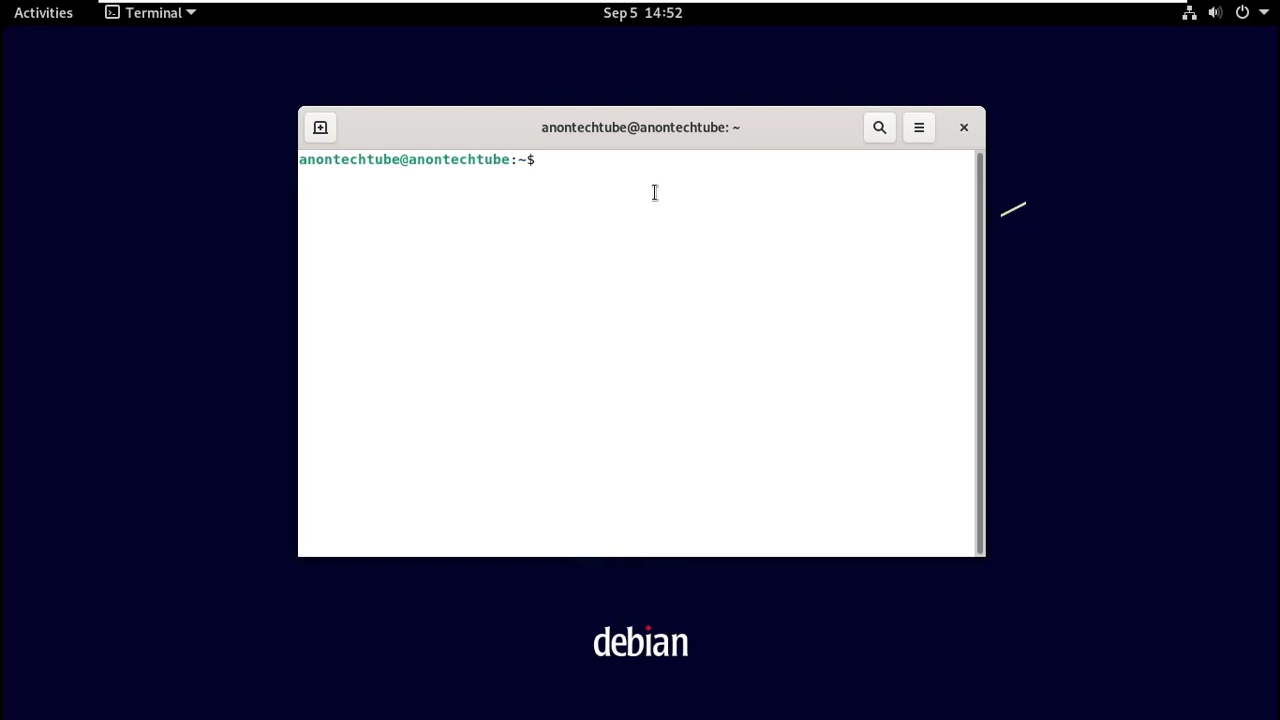 Activities Terminal Sep 5 14:52
anontechtube@anontechtube: ~
anontechtube@anontechtube:~$
debian